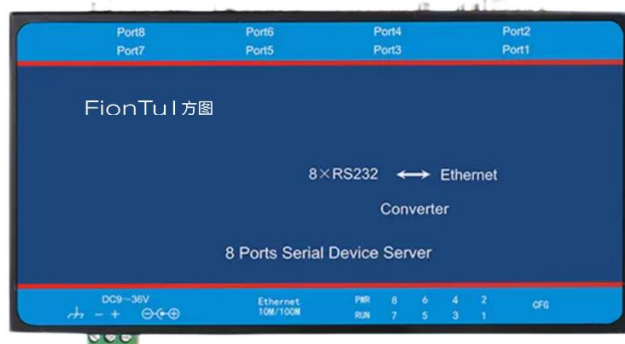 Port8 Port6 Port4 Port2
Port7 Port5 Port3 Port1
FionTul方图
8×RS232 ↔ Ethernet
Converter
8 Ports Serial Device Server
DC9~36V Ethernet PWR 8 6 4 2 CFG
- + 10M/100M RUN 7 5 3 1